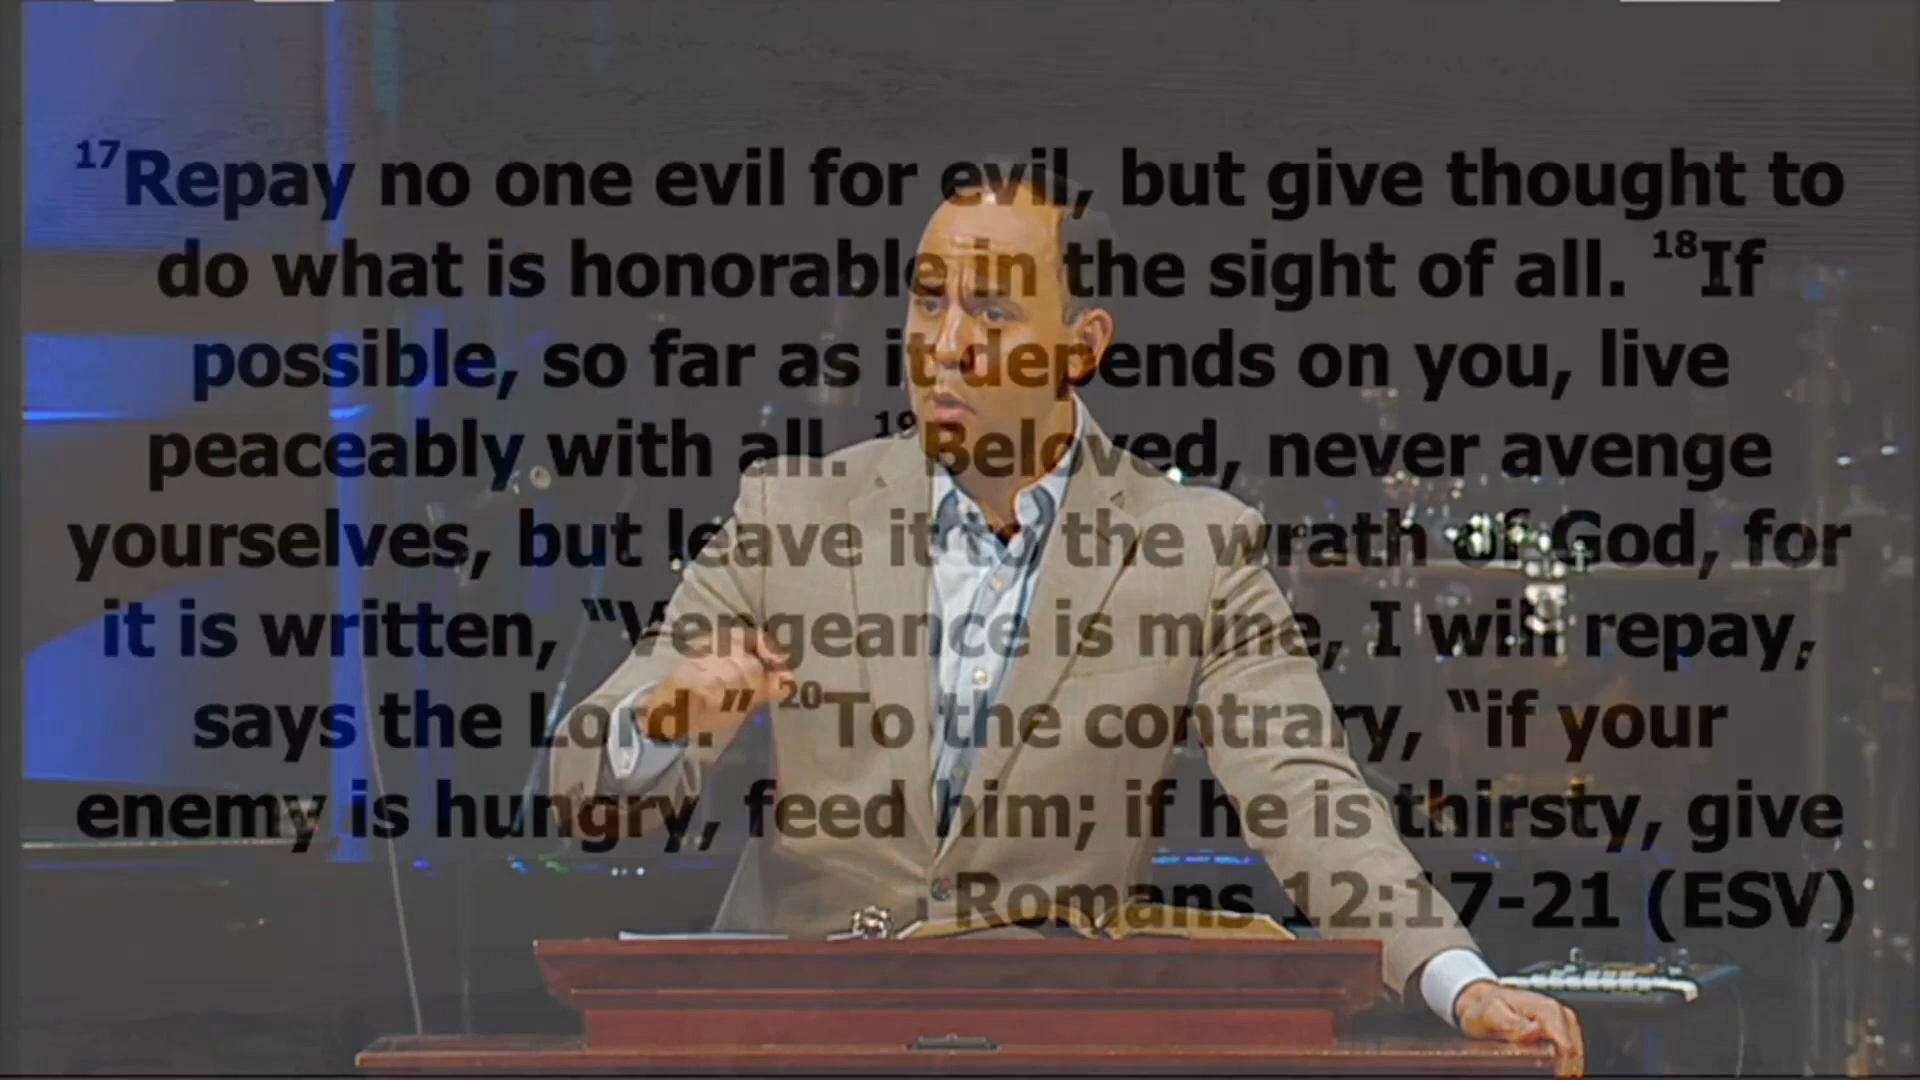 17Repay no one evil for evil, but give thought to
do what is honorable in the sight of all. 18If
possible, so far as it depends on you, live
peaceably with all. 19Beloved, never avenge
yourselves, but leave it to the wrath of God, for
it is written, “Vengeance is mine, I will repay,
says the Lord.” 20To the contrary, “if your
enemy is hungry, feed him; if he is thirsty, give
Romans 12:17-21 (ESV)